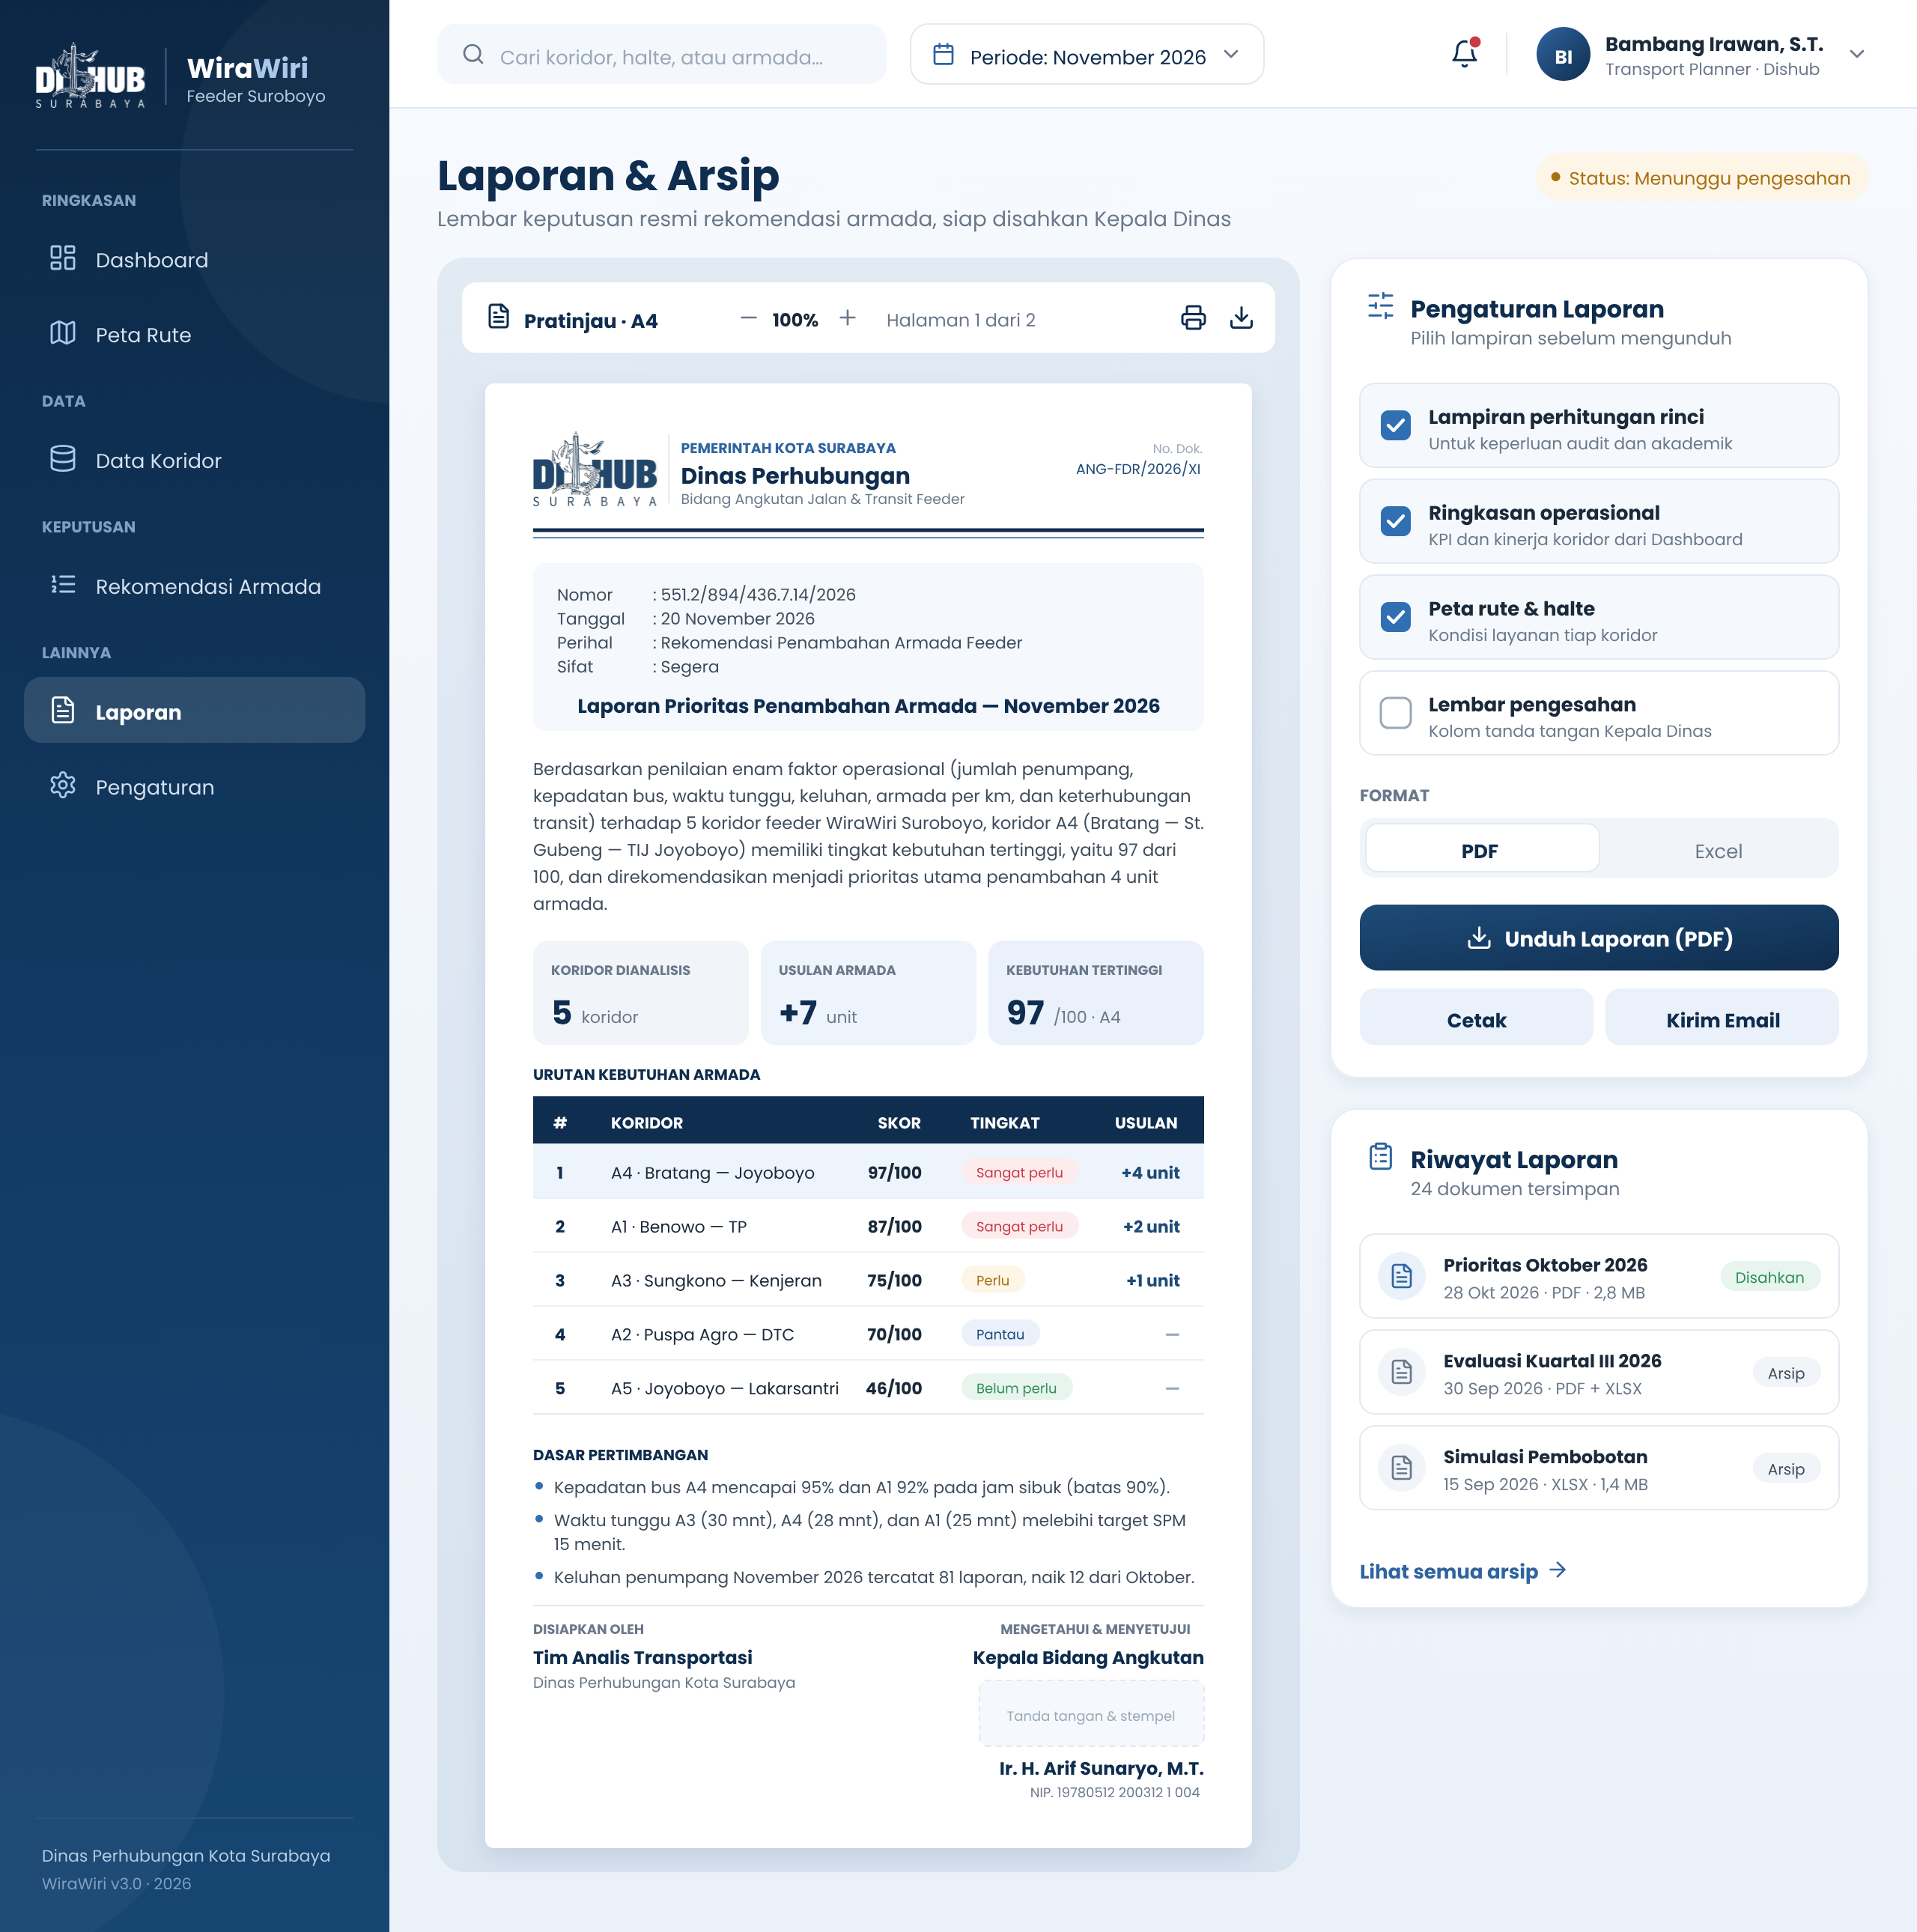 DISHUB
SURABAYA
WiraWiri
Feeder Suroboyo
RINGKASAN
Dashboard
Peta Rute
DATA
Data Koridor
KEPUTUSAN
Rekomendasi Armada
LAINNYA
Laporan
Pengaturan
Dinas Perhubungan Kota Surabaya
WiraWiri v3.0 · 2026
Cari koridor, halte, atau armada...
Periode: November 2026
BI
Bambang Irawan, S.T.
Transport Planner · Dishub
Laporan & Arsip
Lembar keputusan resmi rekomendasi armada, siap disahkan Kepala Dinas
Status: Menunggu pengesahan
Pratinjau · A4
100%
Halaman 1 dari 2
DISHUB
SURABAYA
PEMERINTAH KOTA SURABAYA
Dinas Perhubungan
Bidang Angkutan Jalan & Transit Feeder
No. Dok.
ANG-FDR/2026/XI
Nomor : 551.2/894/436.7.14/2026
Tanggal : 20 November 2026
Perihal : Rekomendasi Penambahan Armada Feeder
Sifat : Segera
Laporan Prioritas Penambahan Armada — November 2026
Berdasarkan penilaian enam faktor operasional (jumlah penumpang,
kepadatan bus, waktu tunggu, keluhan, armada per km, dan keterhubungan
transit) terhadap 5 koridor feeder WiraWiri Suroboyo, koridor A4 (Bratang — St.
Gubeng — TIJ Joyoboyo) memiliki tingkat kebutuhan tertinggi, yaitu 97 dari
100, dan direkomendasikan menjadi prioritas utama penambahan 4 unit
armada.
KORIDOR DIANALISIS
5 koridor
USULAN ARMADA
+7 unit
KEBUTUHAN TERTINGGI
97 /100 · A4
URUTAN KEBUTUHAN ARMADA
# KORIDOR SKOR TINGKAT USULAN
1 A4 · Bratang — Joyoboyo 97/100 Sangat perlu +4 unit
2 A1 · Benowo — TP 87/100 Sangat perlu +2 unit
3 A3 · Sungkono — Kenjeran 75/100 Perlu +1 unit
4 A2 · Puspa Agro — DTC 70/100 Pantau —
5 A5 · Joyoboyo — Lakarsantri 46/100 Belum perlu —
DASAR PERTIMBANGAN
• Kepadatan bus A4 mencapai 95% dan A1 92% pada jam sibuk (batas 90%).
• Waktu tunggu A3 (30 mnt), A4 (28 mnt), dan A1 (25 mnt) melebihi target SPM
15 menit.
• Keluhan penumpang November 2026 tercatat 81 laporan, naik 12 dari Oktober.
DISIAPKAN OLEH
Tim Analis Transportasi
Dinas Perhubungan Kota Surabaya
MENGETAHUI & MENYETUJUI
Kepala Bidang Angkutan
Tanda tangan & stempel
Ir. H. Arif Sunaryo, M.T.
NIP. 19780512 200312 1 004
Pengaturan Laporan
Pilih lampiran sebelum mengunduh
Lampiran perhitungan rinci
Untuk keperluan audit dan akademik
Ringkasan operasional
KPI dan kinerja koridor dari Dashboard
Peta rute & halte
Kondisi layanan tiap koridor
Lembar pengesahan
Kolom tanda tangan Kepala Dinas
FORMAT
PDF
Excel
Unduh Laporan (PDF)
Cetak
Kirim Email
Riwayat Laporan
24 dokumen tersimpan
Prioritas Oktober 2026
28 Okt 2026 · PDF · 2,8 MB
Disahkan
Evaluasi Kuartal III 2026
30 Sep 2026 · PDF + XLSX
Arsip
Simulasi Pembobotan
15 Sep 2026 · XLSX · 1,4 MB
Arsip
Lihat semua arsip →